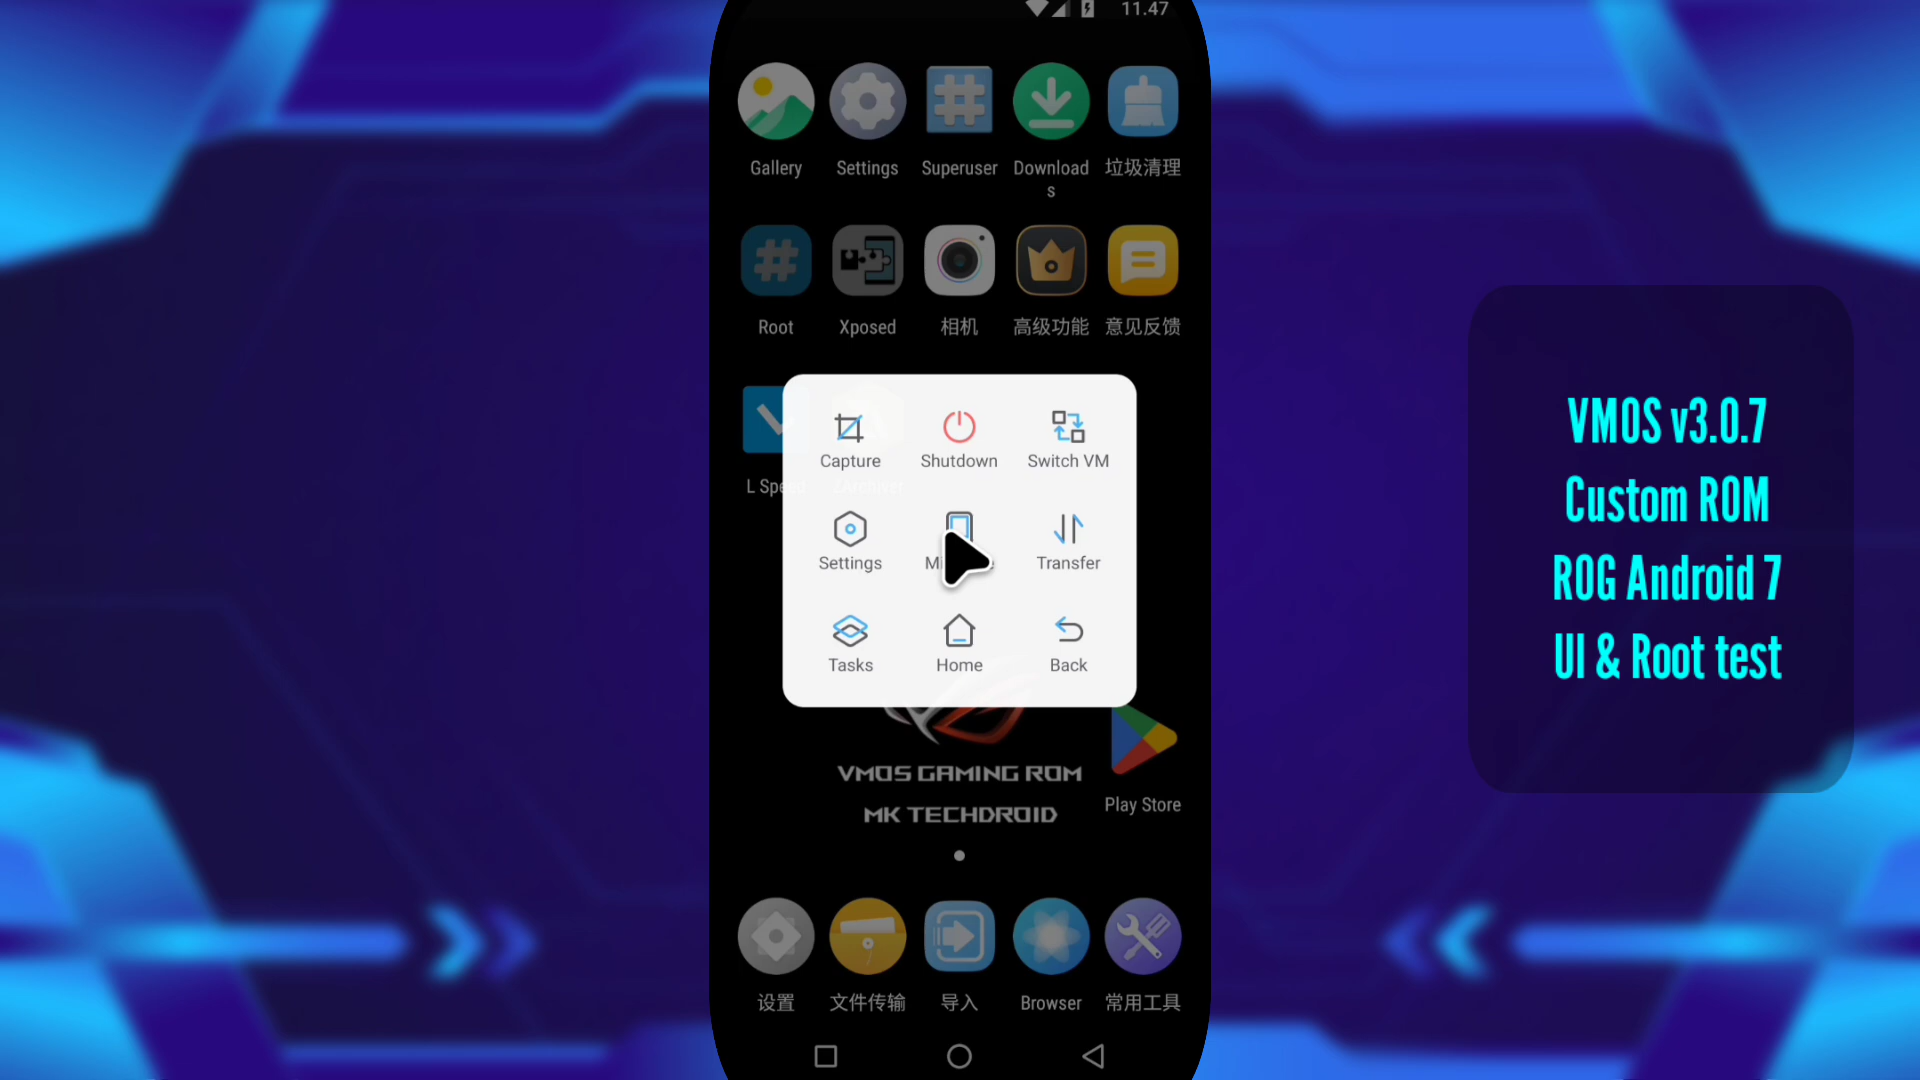 11.47
Gallery
Settings
Superuser
Download
s
垃圾清理
Root
Xposed
相机
高级功能
意见反馈
Capture
Shutdown
Switch VM
Settings
Transfer
Tasks
Home
Back
VMOS GAMING ROM
MK TECHDROID
Play Store
设置
文件传输
导入
Browser
常用工具
VMOS v3.0.7
Custom ROM
ROG Android 7
UI & Root test